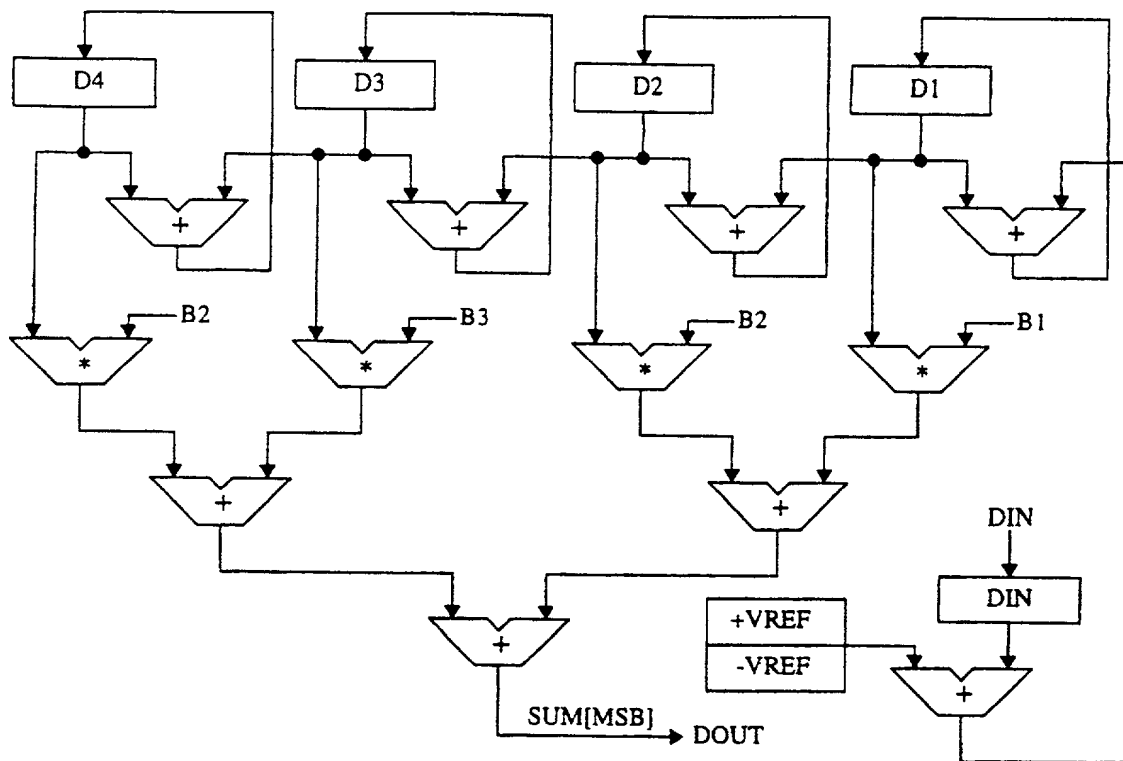 D4
D3
D2
D1
+
+
+
+
B2
B3
B2
B1
*
*
*
*
+
+
DIN
DIN
+VREF
-VREF
+
+
SUM[MSB]
DOUT